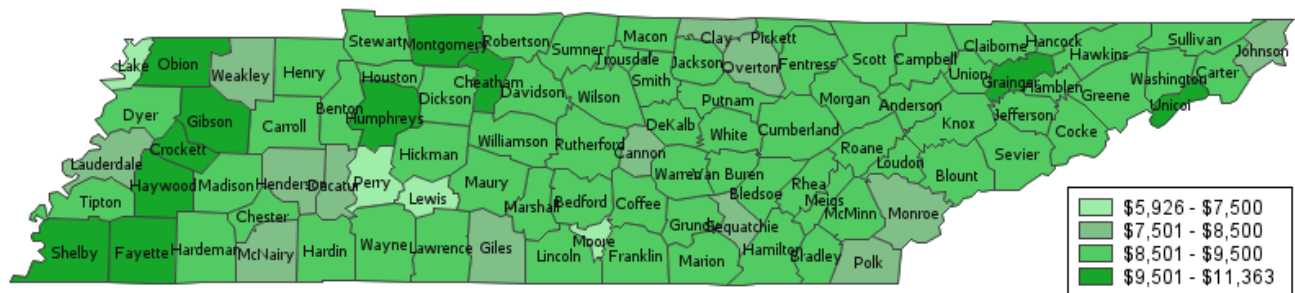 Stewart
Montgomery
Robertson
Sumner
Macon
Clay
Pickett
Claiborne
Hancock
Hawkins
Sullivan
Johnson
Lake
Obion
Weakley
Henry
Houston
Cheatham
Trousdale
Jackson
Overton
Fentress
Scott
Campbell
Union
Grainger
Hamblen
Greene
Washington
Carter
Unicol
Dyer
Gibson
Carroll
Benton
Humphreys
Dickson
Davidson
Wilson
Smith
Putnam
Morgan
Anderson
Knox
Jefferson
Cocke
Crockett
Hickman
Williamson
Rutherford
DeKalb
White
Cumberland
Roane
Loudon
Sevier
Lauderdale
Haywood
Madison
Henderson
Decatur
Perry
Lewis
Maury
Cannon
Warren
Van Buren
Bledsoe
Rhea
Meigs
Blount
Tipton
Chester
Marshall
Bedford
Coffee
Grundy
Sequatchie
McMinn
Monroe
Shelby
Fayette
Hardeman
McNairy
Hardin
Wayne
Lawrence
Giles
Lincoln
Moore
Franklin
Marion
Hamilton
Bradley
Polk
$5,926 - $7,500
$7,501 - $8,500
$8,501 - $9,500
$9,501 - $11,363